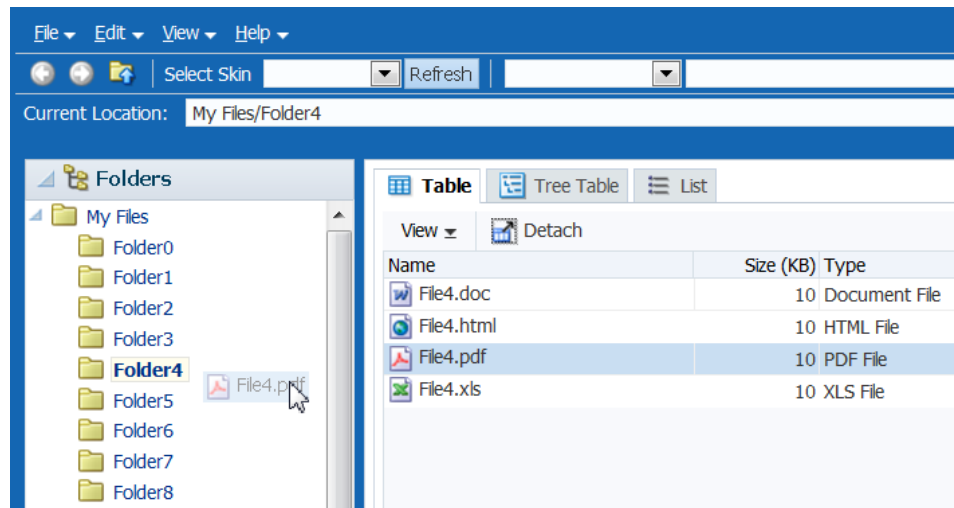 File Edit View Help
Select Skin Refresh
Current Location: My Files/Folder4
Folders
My Files
Folder0
Folder1
Folder2
Folder3
Folder4
File4.pdf
Folder5
Folder6
Folder7
Folder8
Table Tree Table List
View Detach
Name Size (KB) Type
File4.doc 10 Document File
File4.html 10 HTML File
File4.pdf 10 PDF File
File4.xls 10 XLS File